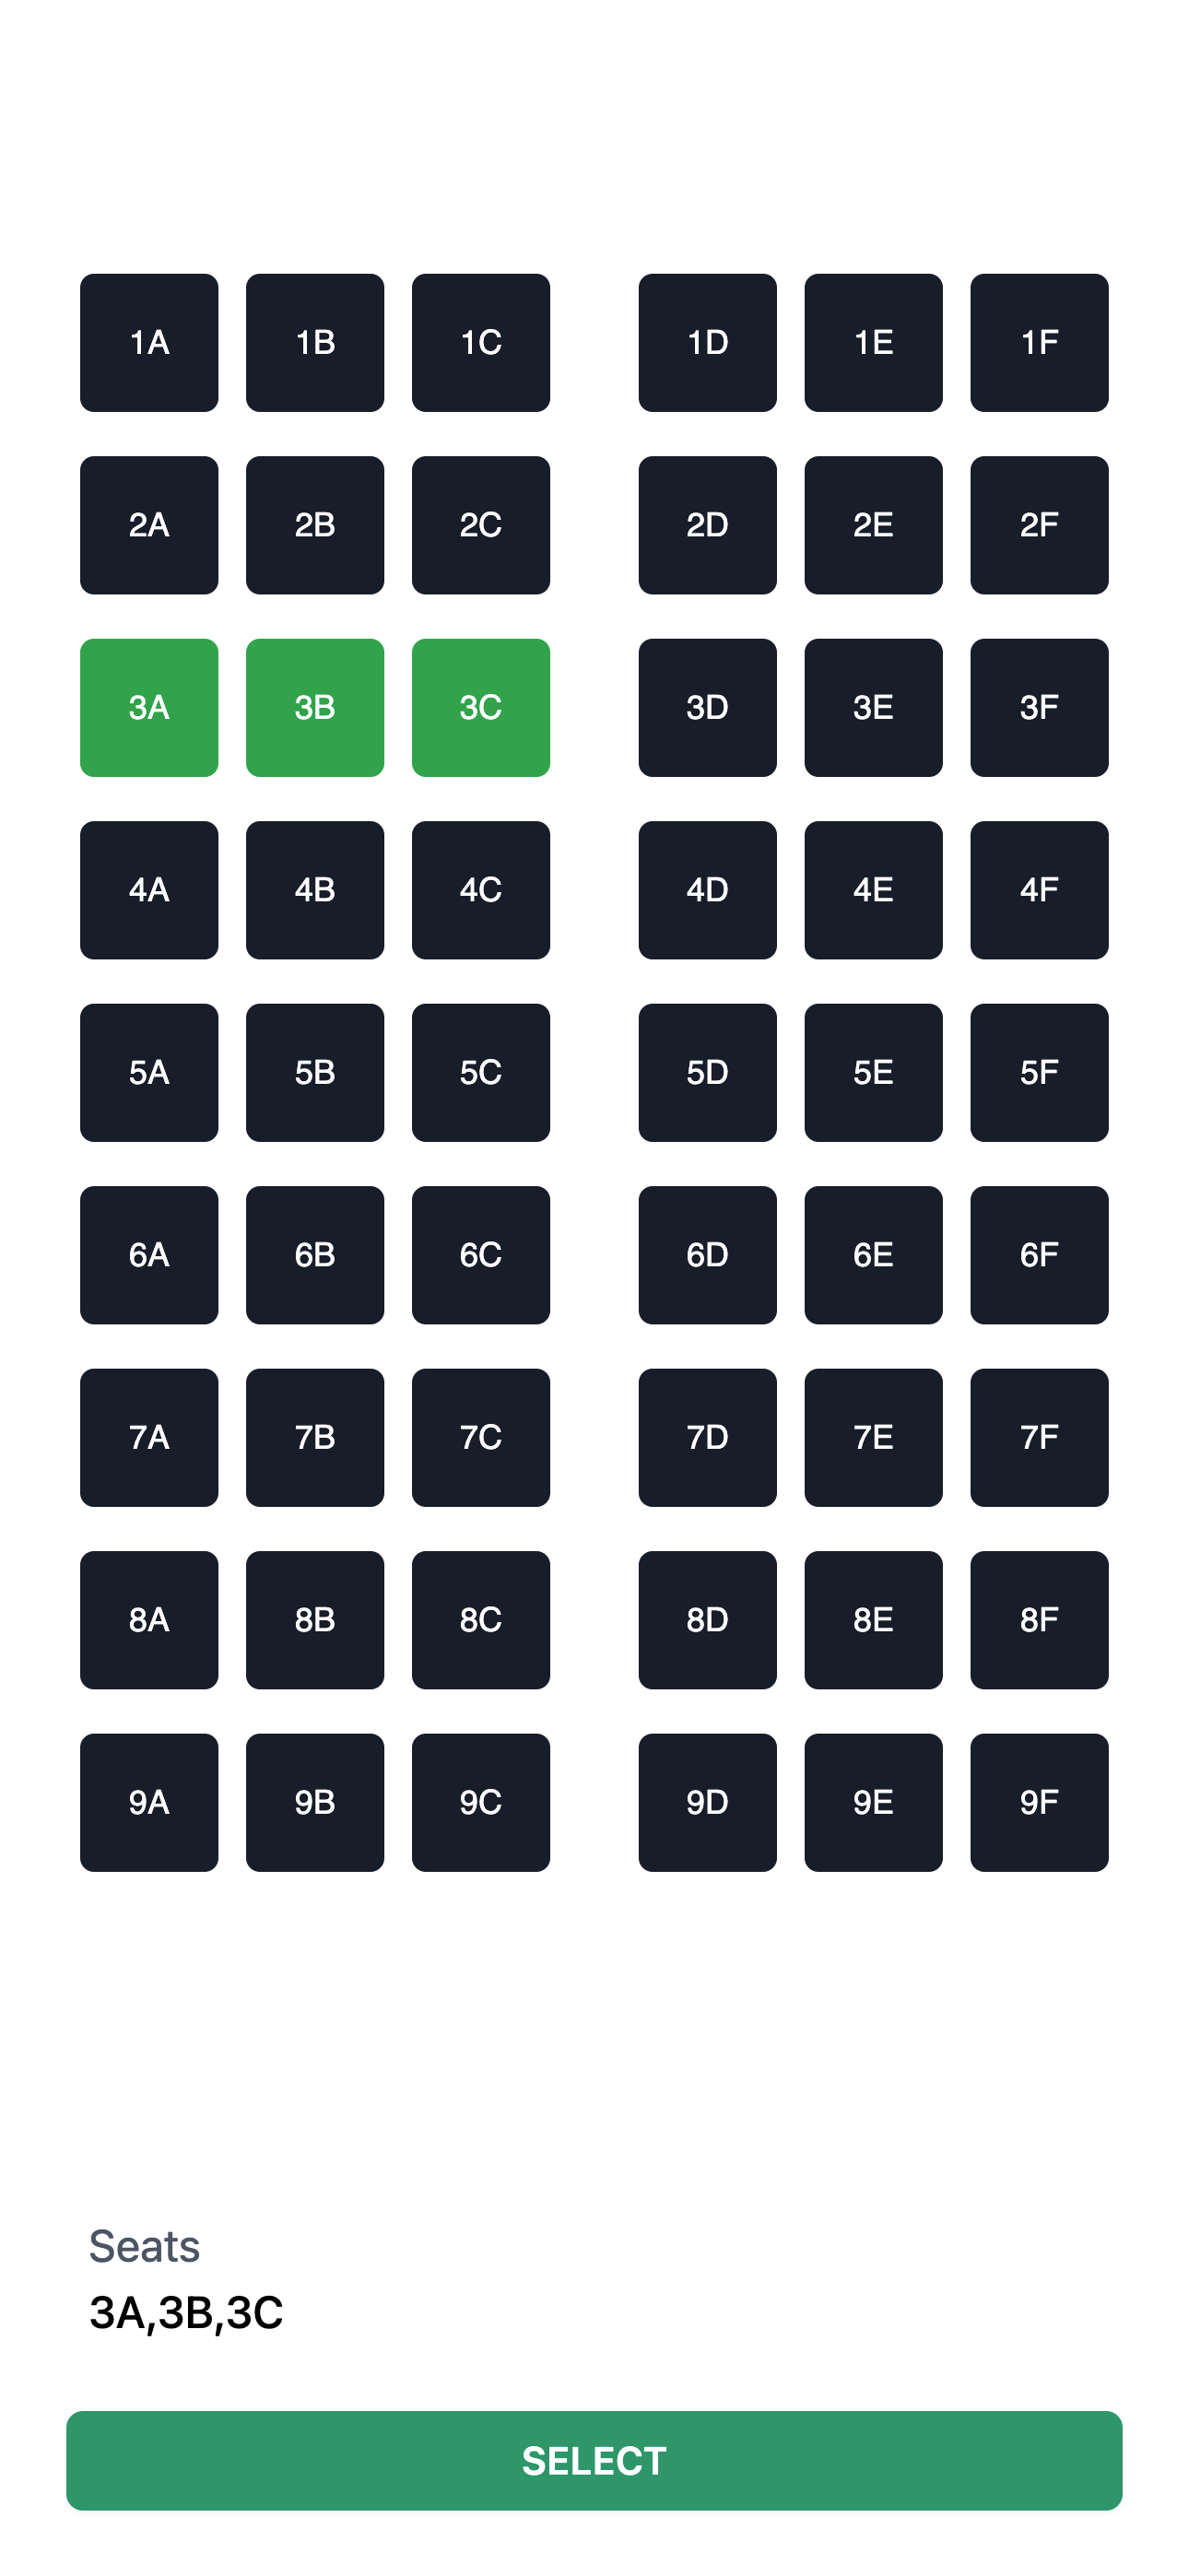 1A 1B 1C 1D 1E 1F
2A 2B 2C 2D 2E 2F
3A 3B 3C 3D 3E 3F
4A 4B 4C 4D 4E 4F
5A 5B 5C 5D 5E 5F
6A 6B 6C 6D 6E 6F
7A 7B 7C 7D 7E 7F
8A 8B 8C 8D 8E 8F
9A 9B 9C 9D 9E 9F
Seats
3A,3B,3C
SELECT